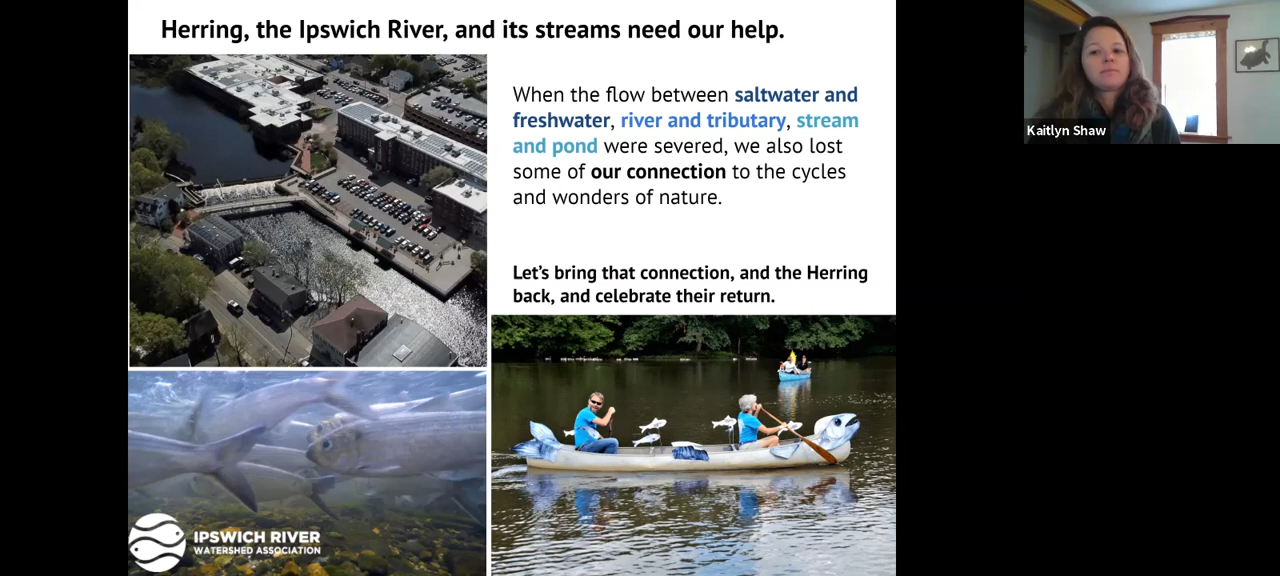 Herring, the Ipswich River, and its streams need our help.
When the flow between saltwater and
freshwater, river and tributary, stream
and pond were severed, we also lost
some of our connection to the cycles
and wonders of nature.
Let's bring that connection, and the Herring
back, and celebrate their return.
IPSWICH RIVER
WATERSHED ASSOCIATION
Kaitlyn Shaw